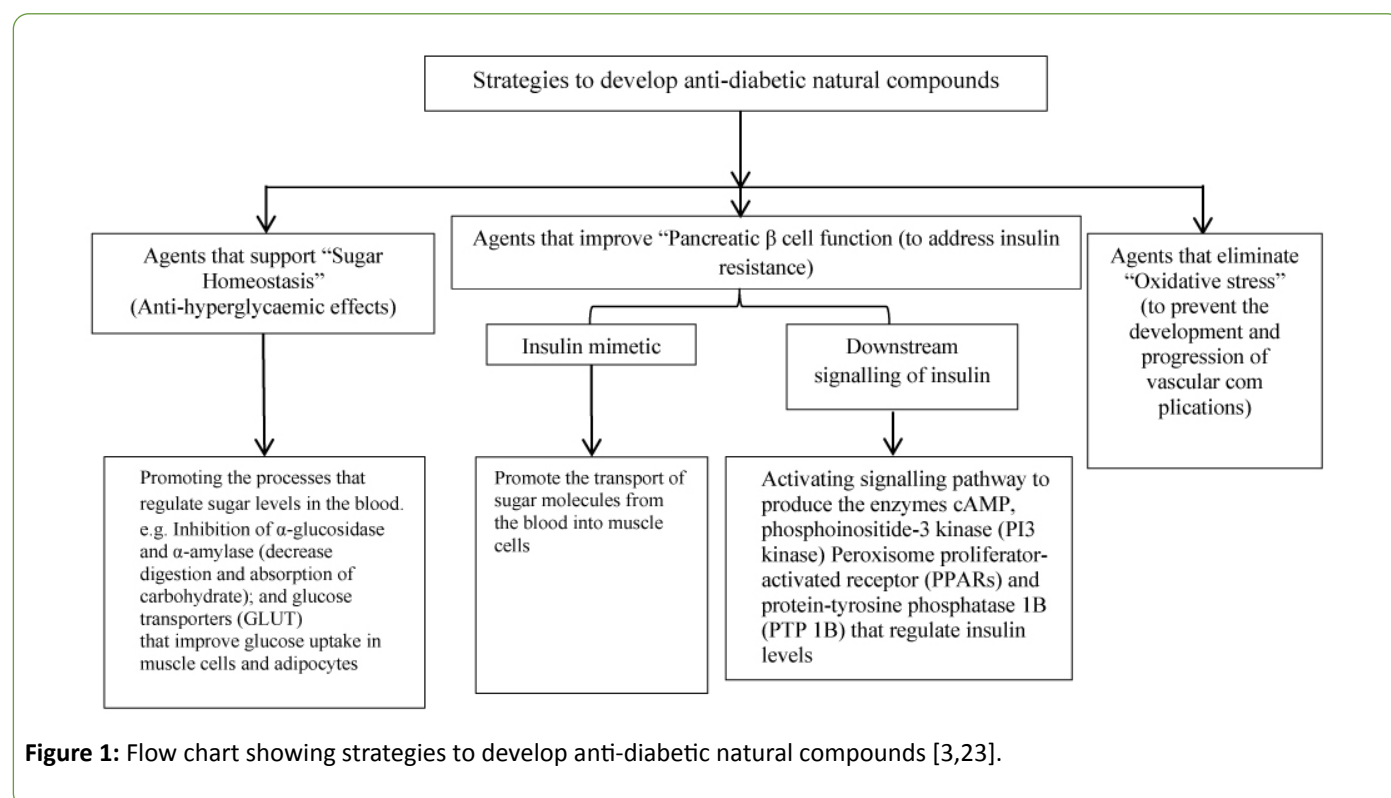 Strategies to develop anti-diabetic natural compounds
Agents that support “Sugar
Homeostasis”
(Anti-hyperglycaemic effects)
Agents that improve “Pancreatic β cell function (to address insulin
resistance)
Agents that eliminate
“Oxidative stress”
(to prevent the
development and
progression of
vascular com
plications)
Insulin mimetic
Downstream
signalling of insulin
Promoting the processes that
regulate sugar levels in the blood.
e.g. Inhibition of α-glucosidase
and α-amylase (decrease
digestion and absorption of
carbohydrate); and glucose
transporters (GLUT)
that improve glucose uptake in
muscle cells and adipocytes
Promote the transport of
sugar molecules from
the blood into muscle
cells
Activating signalling pathway to
produce the enzymes cAMP,
phosphoinositide-3 kinase (PI3
kinase) Peroxisome proliferator-
activated receptor (PPARs) and
protein-tyrosine phosphatase 1B
(PTP 1B) that regulate insulin
levels
Figure 1: Flow chart showing strategies to develop anti-diabetic natural compounds [3,23].